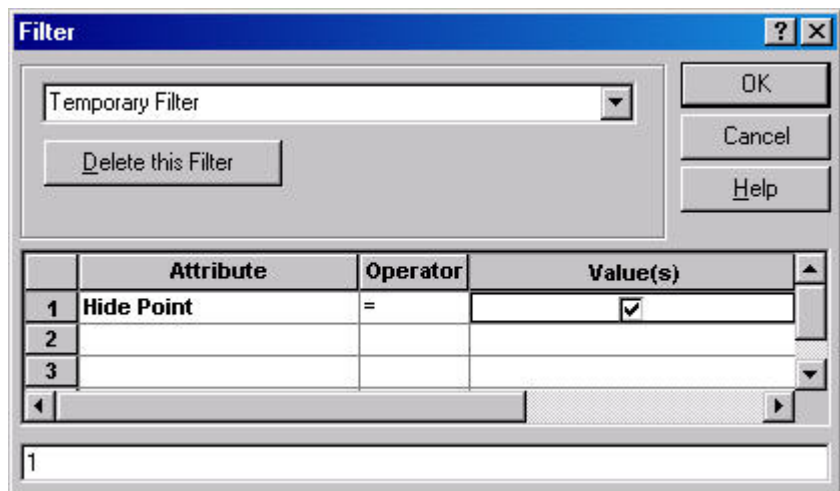 Filter
Temporary Filter
OK
Delete this Filter
Cancel
Help
Attribute Operator Value(s)
1 Hide Point =
2
3
1